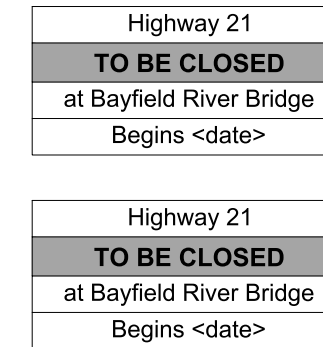 Highway 21
TO BE CLOSED
at Bayfield River Bridge
Begins <date>
Highway 21
TO BE CLOSED
at Bayfield River Bridge
Begins <date>